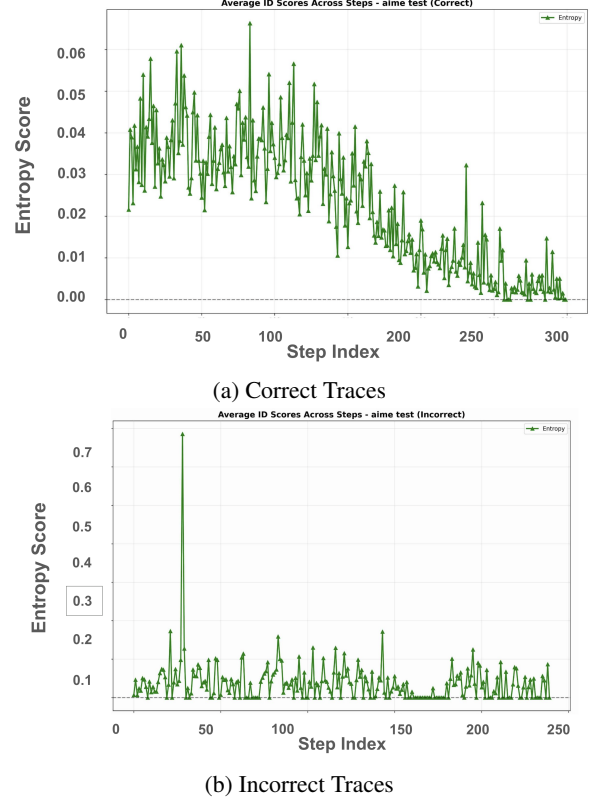 Average ID Scores Across Steps - aime test (Correct)
Entropy
0.06
0.05
0.04
0.03
0.02
0.01
0.00
Entropy Score
0 50 100 200 250 300
Step Index
(a) Correct Traces
Average ID Scores Across Steps - aime test (Incorrect)
Entropy
0.7
0.6
0.5
0.4
0.3
0.2
0.1
Entropy Score
0 50 100 150 200 250
Step Index
(b) Incorrect Traces